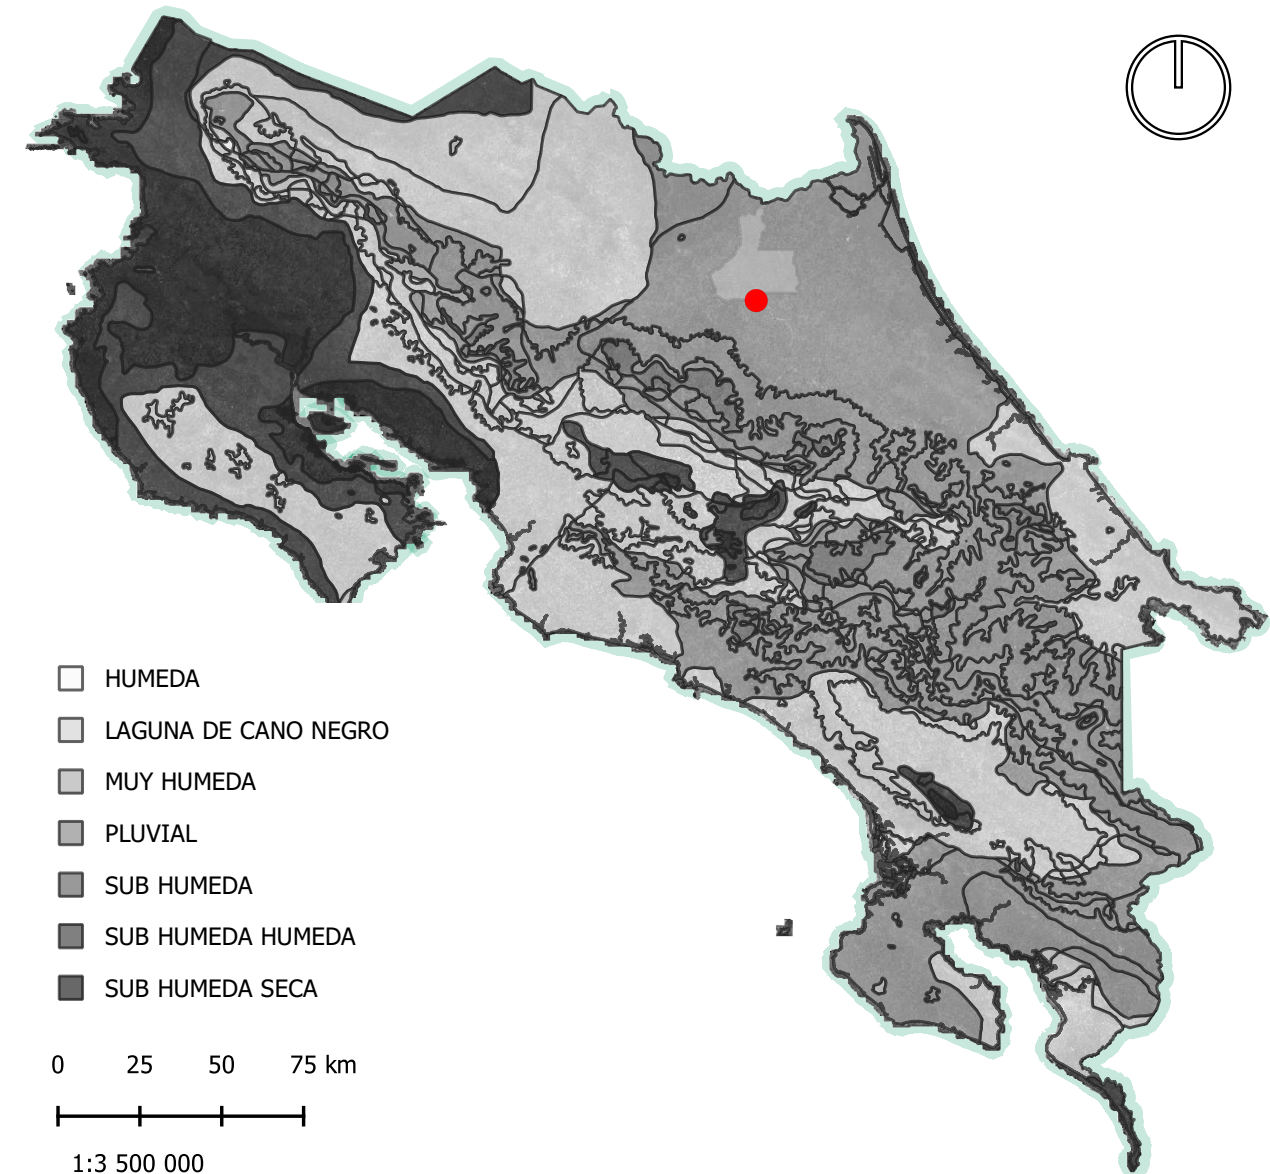 HUMEDA
LAGUNA DE CANO NEGRO
MUY HUMEDA
PLUVIAL
SUB HUMEDA
SUB HUMEDA HUMEDA
SUB HUMEDA SECA
0 25 50 75 km
1:3 500 000